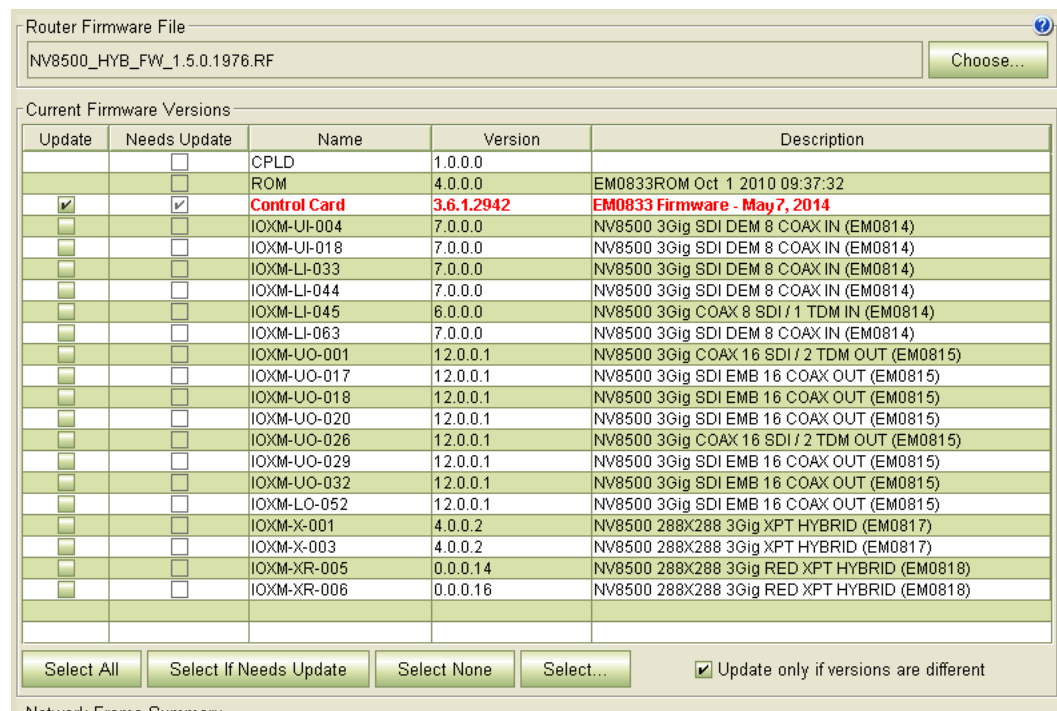 Router Firmware File
NV8500_HYB_FW_1.5.0.1976.RF
Choose...
Current Firmware Versions
Update Needs Update Name Version Description
CPLD 1.0.0.0
ROM 4.0.0.0 EM0833ROM Oct 1 2010 09:37:32
Control Card 3.6.1.2942 EM0833 Firmware - May 7, 2014
IOXM-UI-004 7.0.0.0 NV8500 3Gig SDI DEM 8 COAX IN (EM0814)
IOXM-UI-018 7.0.0.0 NV8500 3Gig SDI DEM 8 COAX IN (EM0814)
IOXM-LI-033 7.0.0.0 NV8500 3Gig SDI DEM 8 COAX IN (EM0814)
IOXM-LI-044 7.0.0.0 NV8500 3Gig SDI DEM 8 COAX IN (EM0814)
IOXM-LI-045 6.0.0.0 NV8500 3Gig COAX 8 SDI / 1 TDM IN (EM0814)
IOXM-LI-063 7.0.0.0 NV8500 3Gig SDI DEM 8 COAX IN (EM0814)
IOXM-UO-001 12.0.0.1 NV8500 3Gig COAX 16 SDI / 2 TDM OUT (EM0815)
IOXM-UO-017 12.0.0.1 NV8500 3Gig SDI EMB 16 COAX OUT (EM0815)
IOXM-UO-018 12.0.0.1 NV8500 3Gig SDI EMB 16 COAX OUT (EM0815)
IOXM-UO-020 12.0.0.1 NV8500 3Gig SDI EMB 16 COAX OUT (EM0815)
IOXM-UO-026 12.0.0.1 NV8500 3Gig COAX 16 SDI / 2 TDM OUT (EM0815)
IOXM-UO-029 12.0.0.1 NV8500 3Gig SDI EMB 16 COAX OUT (EM0815)
IOXM-UO-032 12.0.0.1 NV8500 3Gig SDI EMB 16 COAX OUT (EM0815)
IOXM-LO-052 12.0.0.1 NV8500 3Gig SDI EMB 16 COAX OUT (EM0815)
IOXM-X-001 4.0.0.2 NV8500 288X288 3Gig XPT HYBRID (EM0817)
IOXM-X-003 4.0.0.2 NV8500 288X288 3Gig XPT HYBRID (EM0817)
IOXM-XR-005 0.0.0.14 NV8500 288X288 3Gig RED XPT HYBRID (EM0818)
IOXM-XR-006 0.0.0.16 NV8500 288X288 3Gig RED XPT HYBRID (EM0818)
Select All Select If Needs Update Select None Select... Update only if versions are different
Network Frame Summary